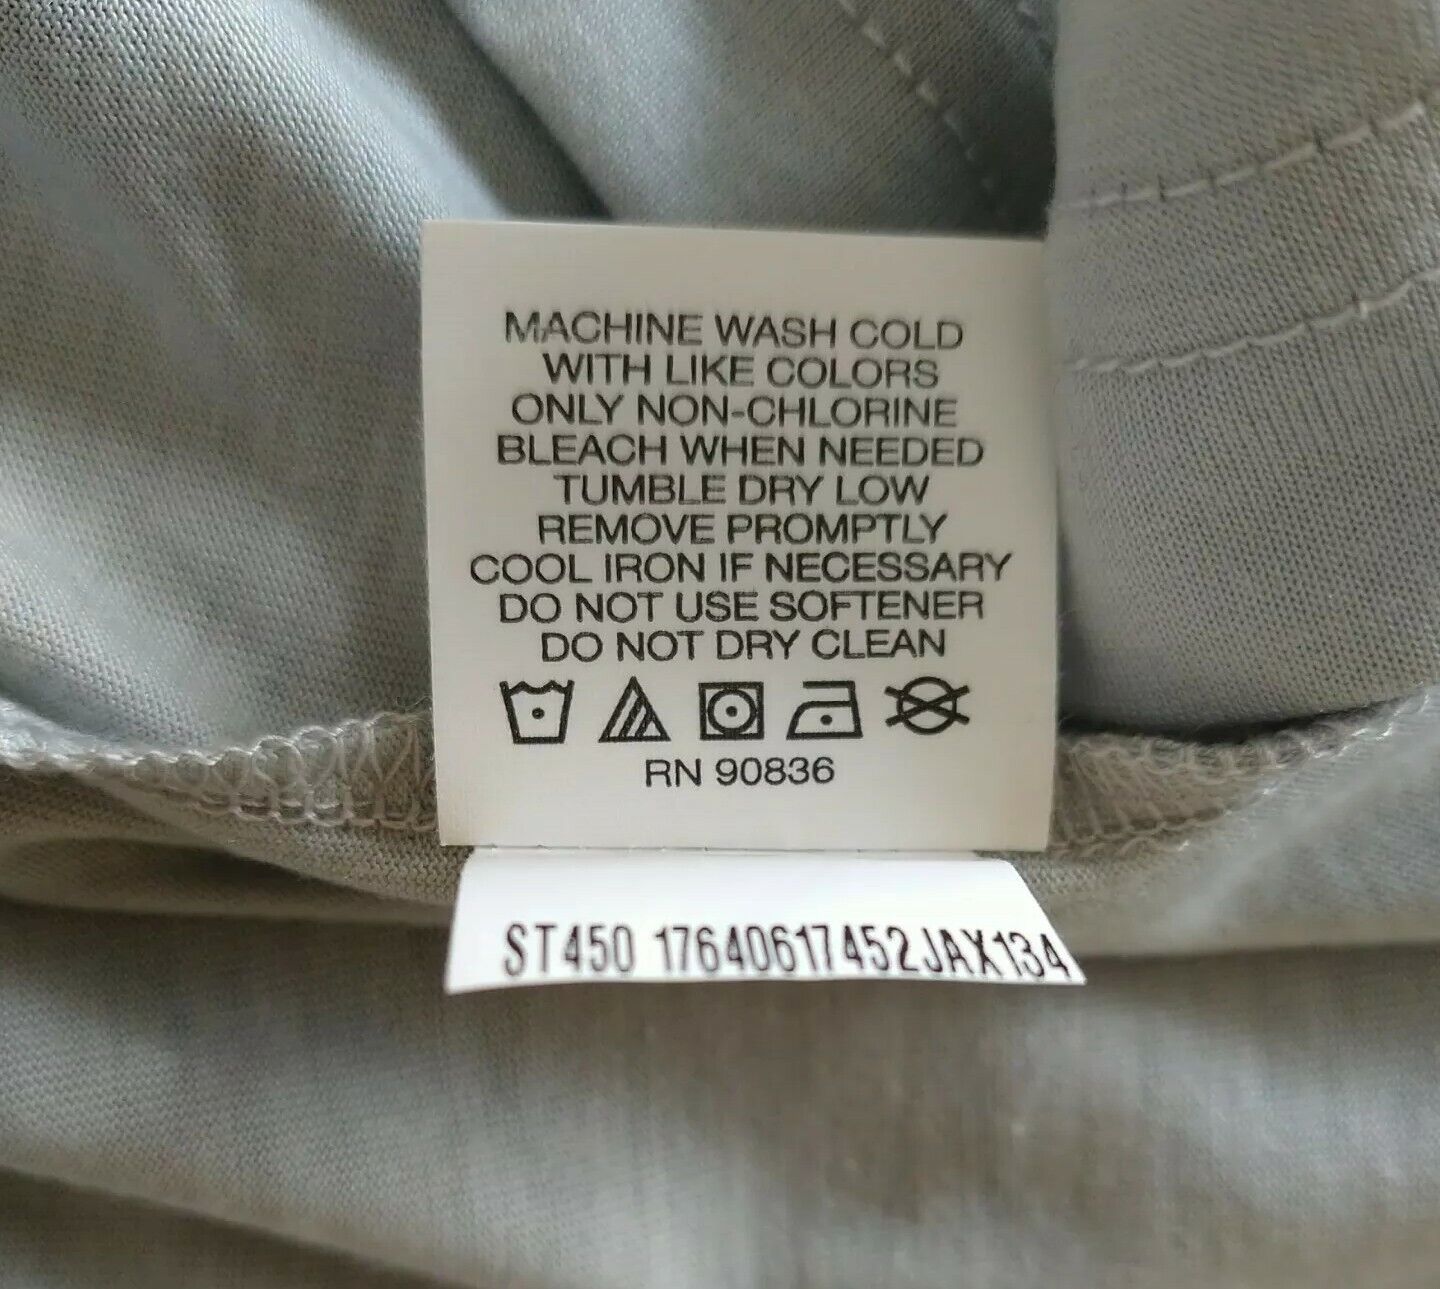 MACHINE WASH COLD
WITH LIKE COLORS
ONLY NON-CHLORINE
BLEACH WHEN NEEDED
TUMBLE DRY LOW
REMOVE PROMPTLY
COOL IRON IF NECESSARY
DO NOT USE SOFTENER
DO NOT DRY CLEAN
RN 90836
ST450 17640617452JAX134